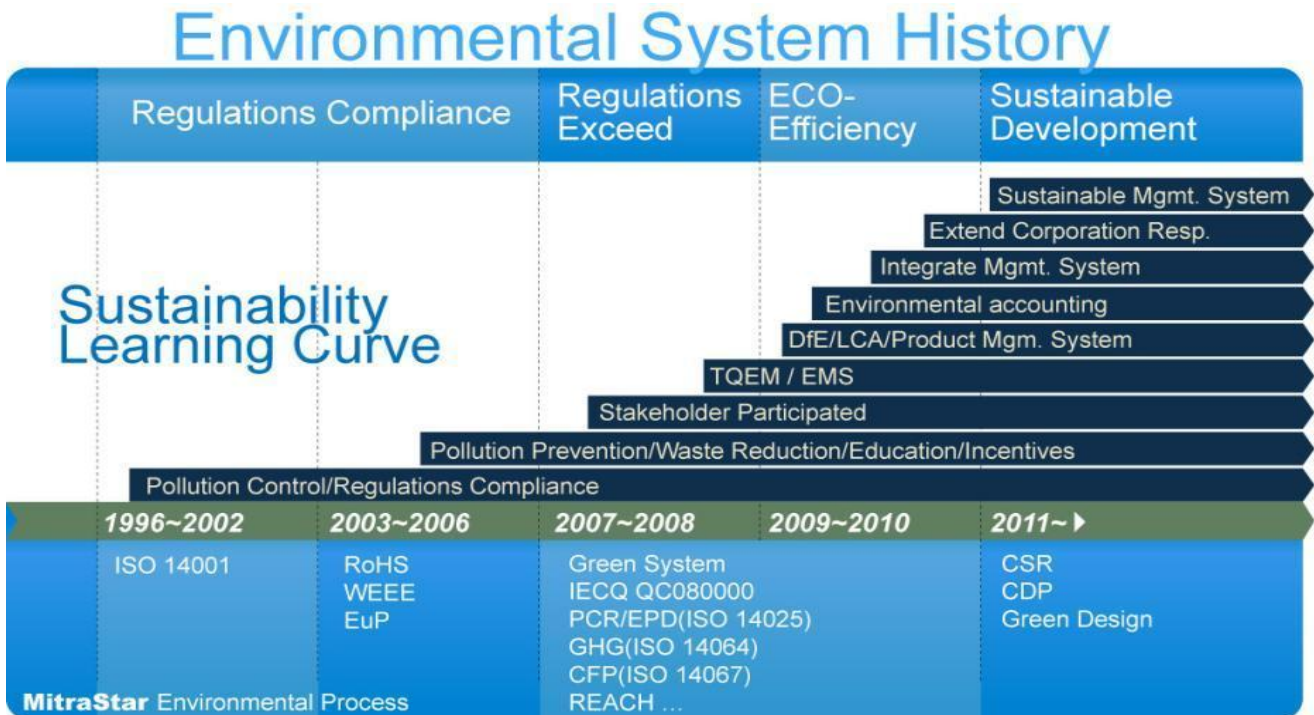 Environmental System History
Regulations Compliance
Regulations
Exceed
ECO-
Efficiency
Sustainable
Development
Sustainable Mgmt. System
Extend Corporation Resp.
Integrate Mgmt. System
Sustainability
Learning Curve
Environmental accounting
DfE/LCA/Product Mgm. System
TQEM / EMS
Stakeholder Participated
Pollution Prevention/Waste Reduction/Education/Incentives
Pollution Control/Regulations Compliance
1996~2002
2003~2006
2007~2008
2009~2010
2011~
ISO 14001
RoHS
WEEE
EuP
Green System
IECQ QC080000
PCR/EPD(ISO 14025)
GHG(ISO 14064)
CFP(ISO 14067)
REACH ...
CSR
CDP
Green Design
MitraStar Environmental Process